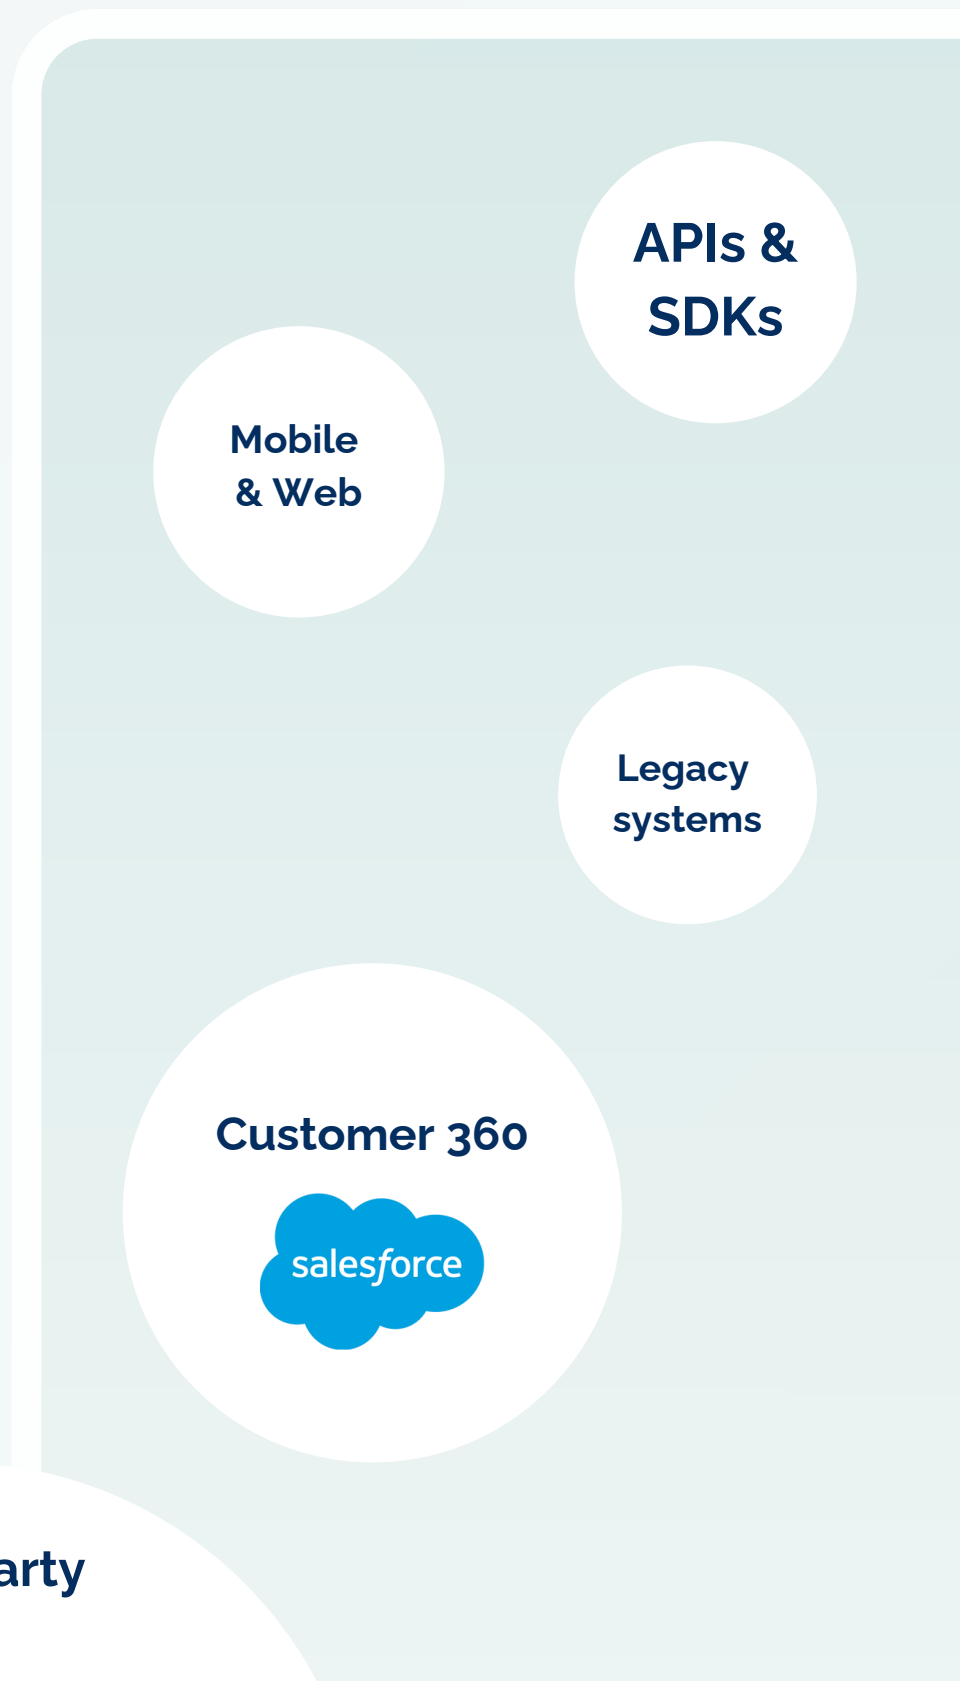 APIs &
SDKs
Mobile
& Web
Legacy
systems
Customer 360
salesforce
arty